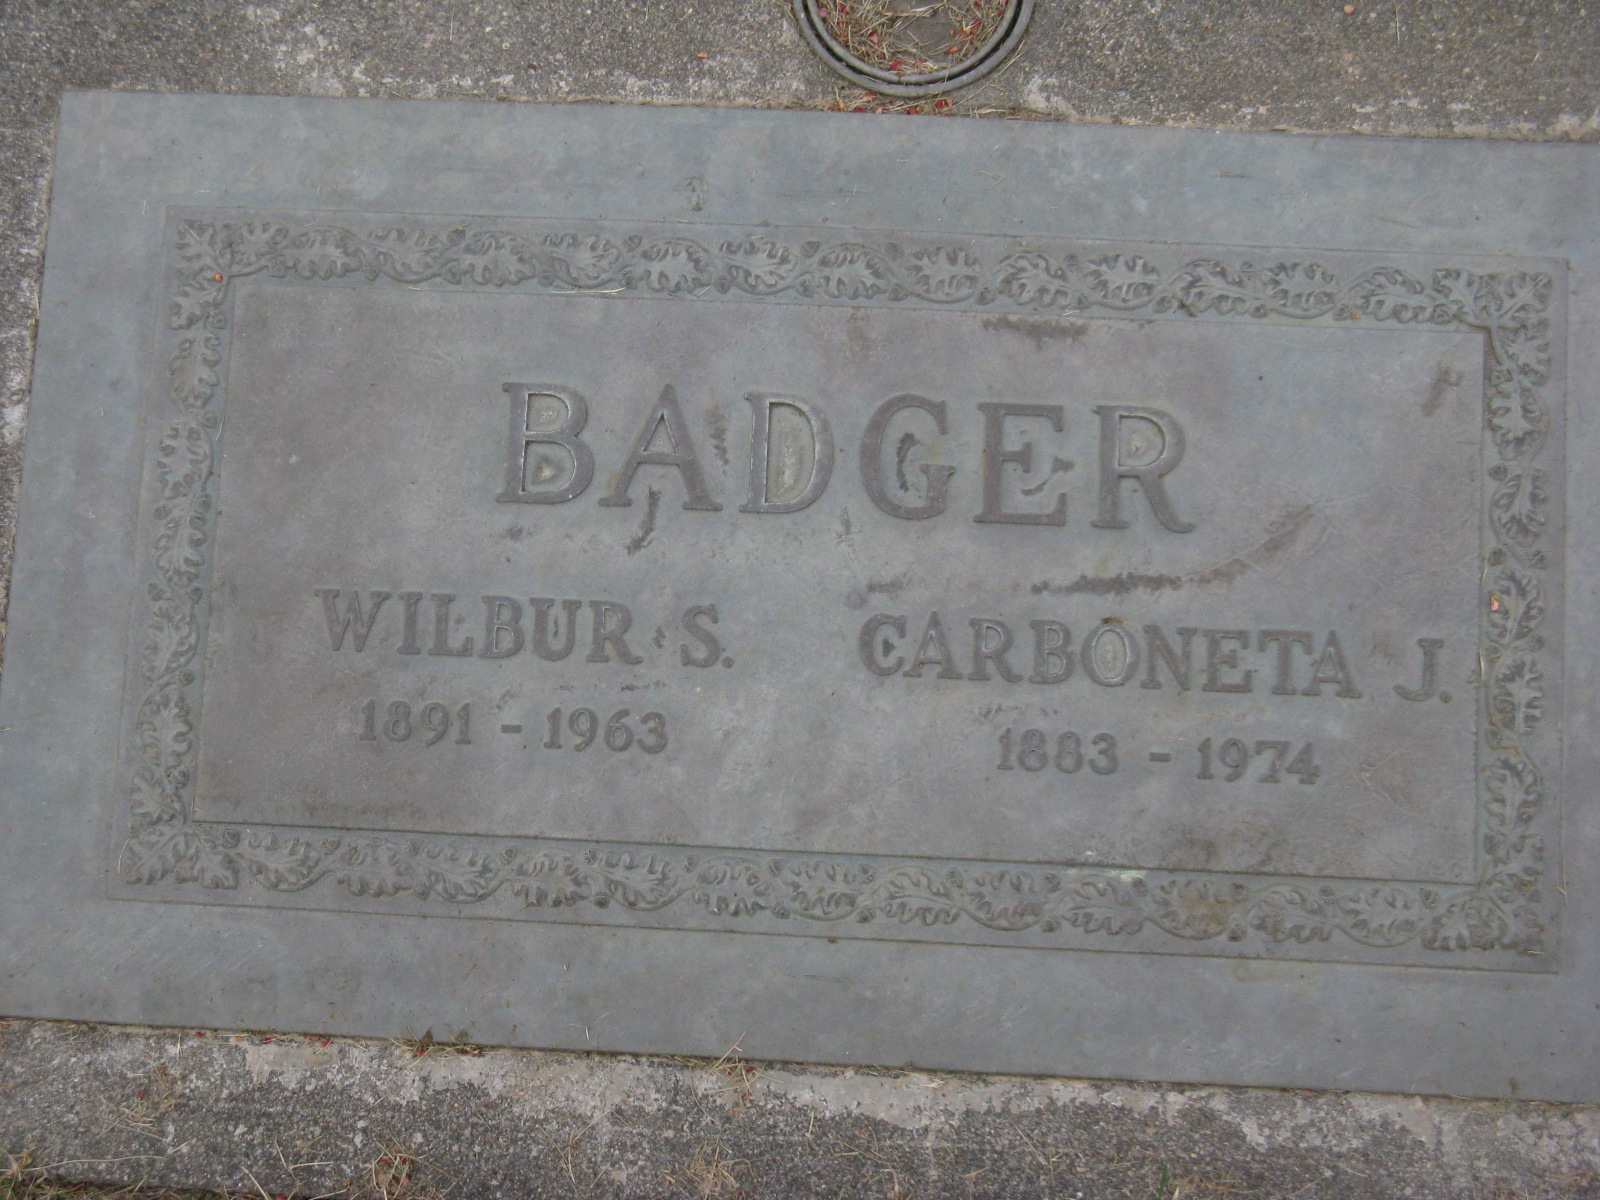 BADGER
WILBUR S. CARBONETA J.
1891 - 1963 1883 - 1974